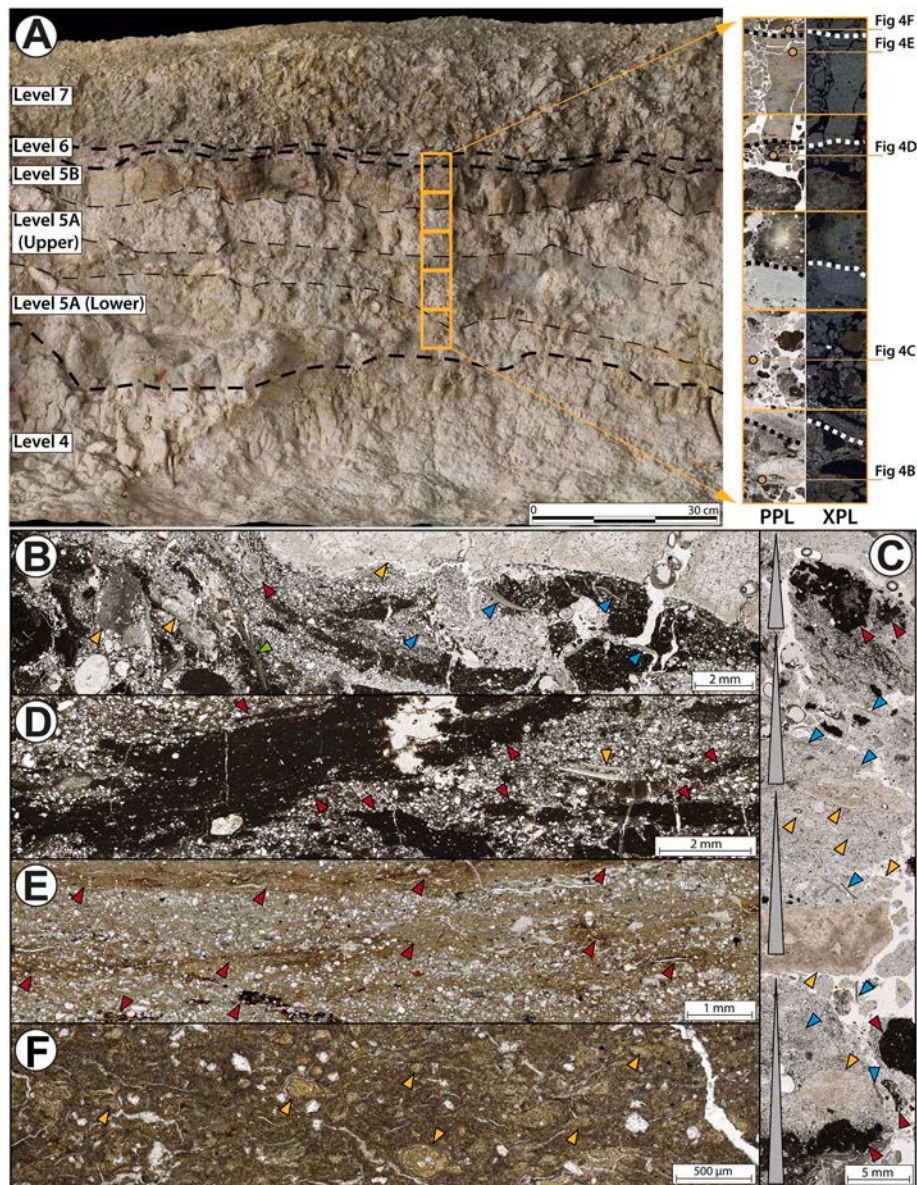 A
Level 7
Level 6
Level 5B
Level 5A
(Upper)
Level 5A (Lower)
Level 4
0 30 cm
Fig 4F
Fig 4E
Fig 4D
Fig 4C
Fig 4B
PPL XPL
B
2 mm
C
D
2 mm
E
1 mm
F
500 µm
5 mm